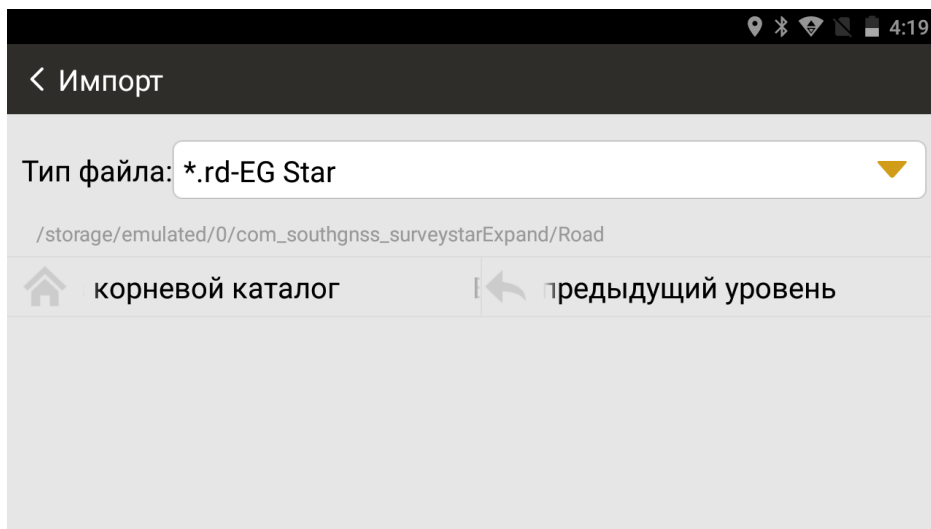 4:19
Импорт
Тип файла: *.rd-EG Star
/storage/emulated/0/com_southgnss_surveystarExpand/Road
корневой каталог предыдущий уровень